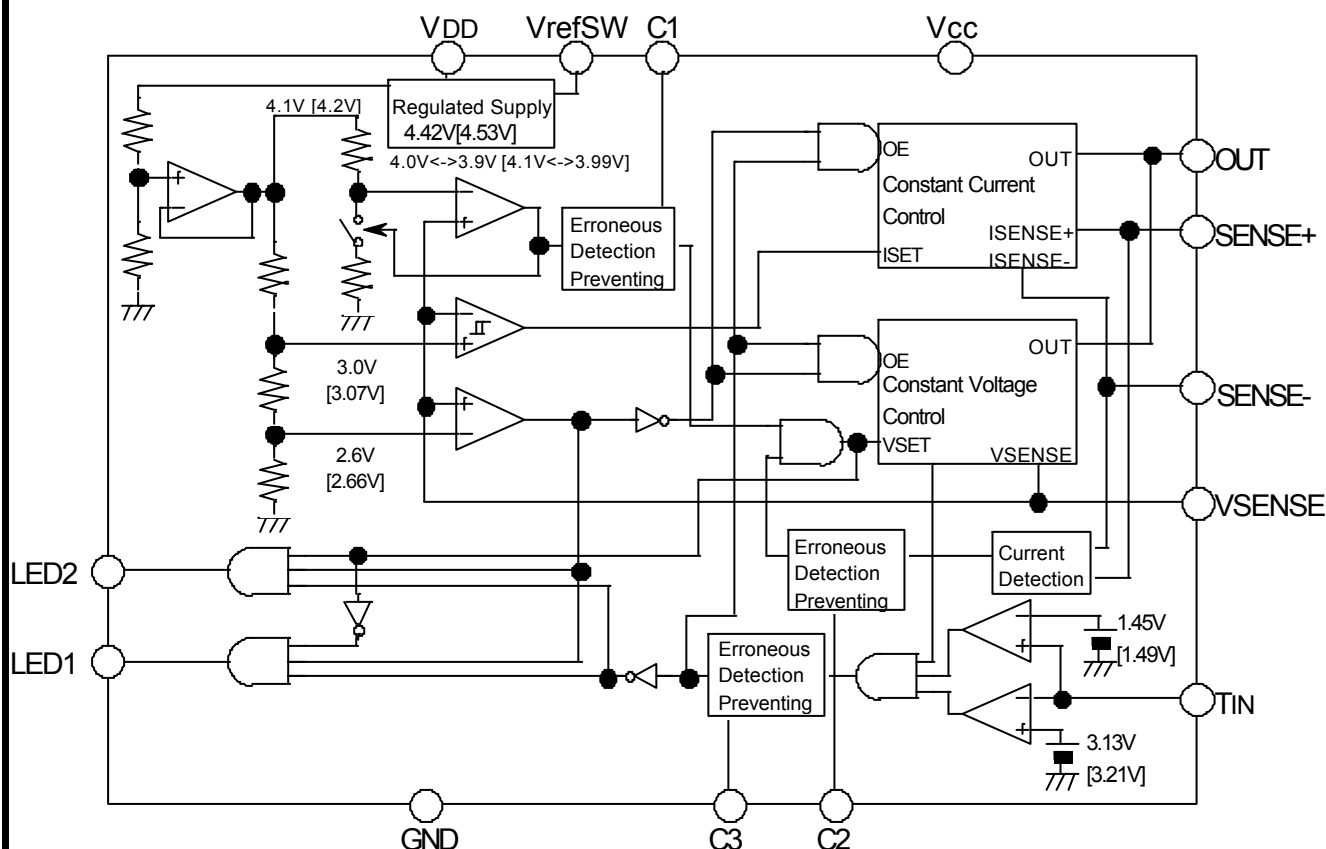 VDD VrefSW C1 Vcc
4.1V [4.2V]
Regulated Supply
4.42V[4.53V]
4.0V<->3.9V [4.1V<->3.99V]
OE
OUT
Constant Current
Control
ISENSE+
ISET
ISENSE-
OUT
SENSE+
Erroneous
Detection
Preventing
3.0V
[3.07V]
OUT
OE
Constant Voltage
Control
VSET
VSENSE
SENSE-
2.6V
[2.66V]
VSENSE
LED2
Erroneous
Detection
Preventing
Current
Detection
1.45V
[1.49V]
LED1
Erroneous
Detection
Preventing
TIN
3.13V
[3.21V]
GND C3 C2